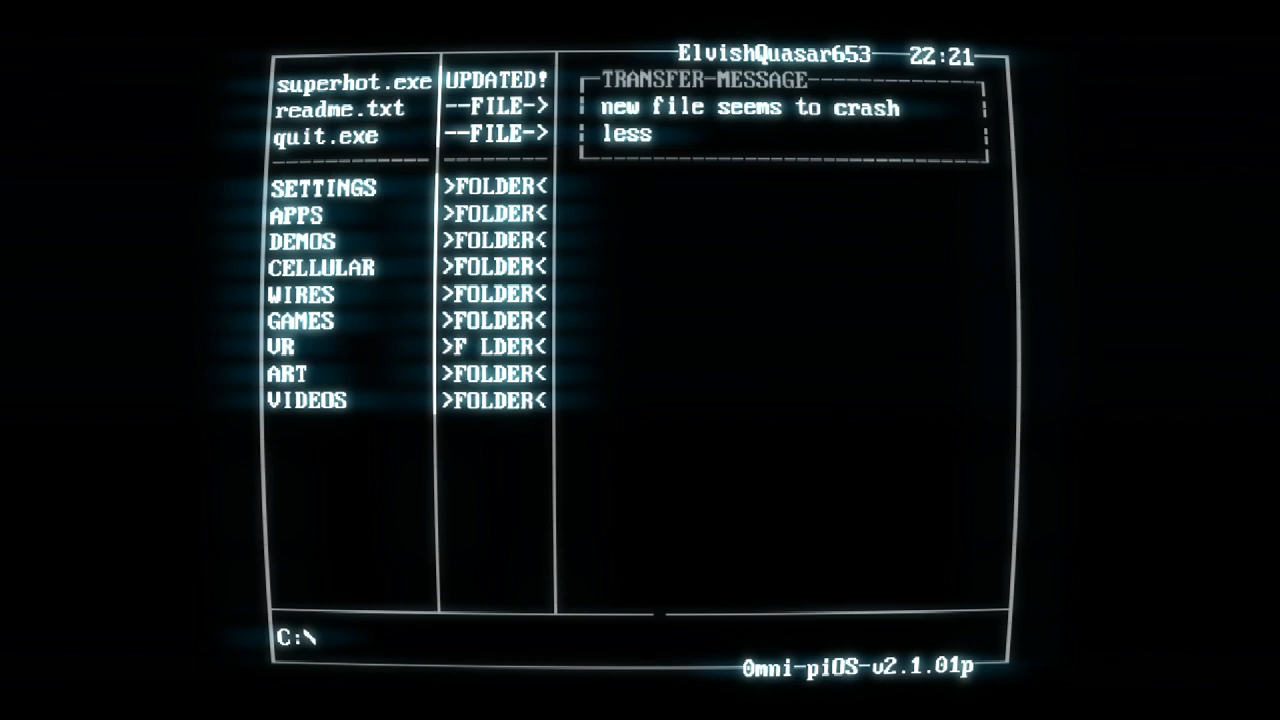 ElvishQuasar653 22:21
superhot.exe UPDATED!
readme.txt --FILE->
quit.exe --FILE->
TRANSFER-MESSAGE
new file seems to crash
less
SETTINGS >FOLDER<
APPS >FOLDER<
DEMOS >FOLDER<
CELLULAR >FOLDER<
WIRES >FOLDER<
GAMES >FOLDER<
VR >F LDER<
ART >FOLDER<
VIDEOS >FOLDER<
C:\
0mni-piOS-v2.1.01p